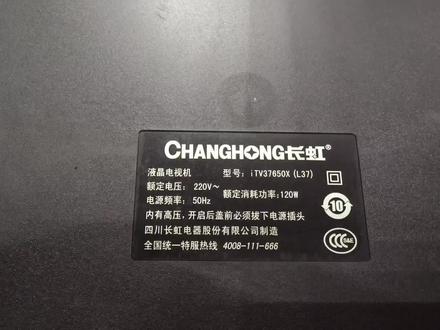 CHANGHONG长虹®
液晶电视机 型号: iTV37650X (L37)
额定电压: 220V~ 额定消耗功率:120W
电源频率: 50Hz
10
内有高压，开启后盖前必须拔下电源插头
四川长虹电器股份有限公司制造
CCC S&E
全国统一特服热线 4008-111-666